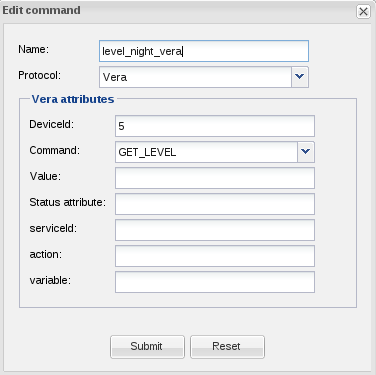 Edit command
Name: level_night_vera
Protocol: Vera
Vera attributes
DeviceId: 5
Command: GET_LEVEL
Value:
Status attribute:
serviceId:
action:
variable:
Submit Reset